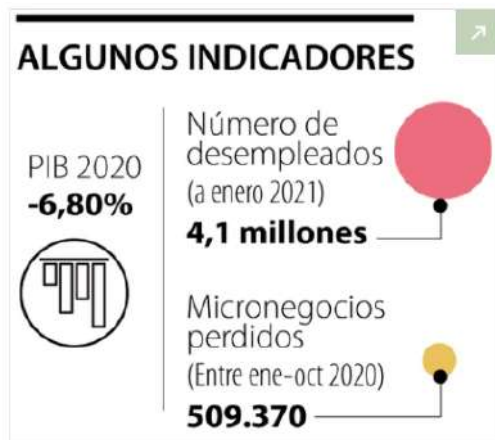 ALGUNOS INDICADORES
PIB 2020
-6,80%
Número de
desempleados
(a enero 2021)
4,1 millones
Micronegocios
perdidos
(Entre ene-oct 2020)
509.370